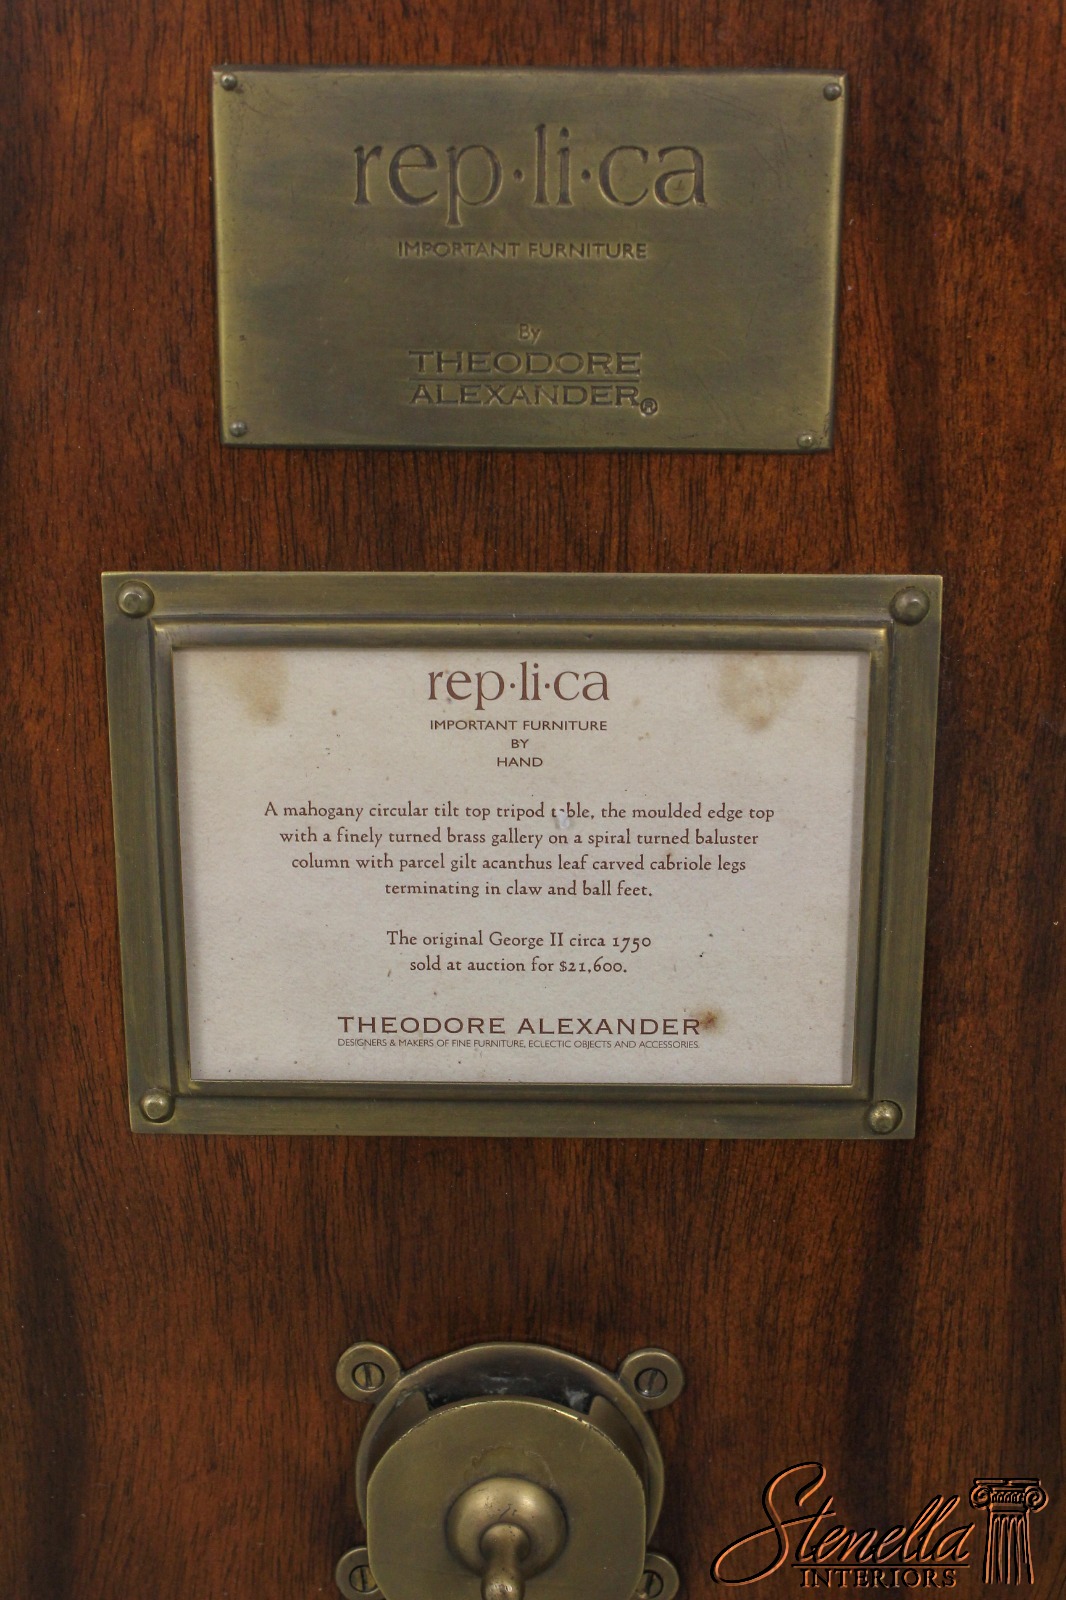 rep·li·ca
IMPORTANT FURNITURE
By
THEODORE
ALEXANDER®
rep·li·ca
IMPORTANT FURNITURE
BY
HAND
A mahogany circular tilt top tripod table, the moulded edge top
with a finely turned brass gallery on a spiral turned baluster
column with parcel gilt acanthus leaf carved cabriole legs
terminating in claw and ball feet.
The original George II circa 1750
sold at auction for $21,600.
THEODORE ALEXANDER
DESIGNERS & MAKERS OF FINE FURNITURE, ECLECTIC OBJECTS AND ACCESSORIES.
Stenella
INTERIORS